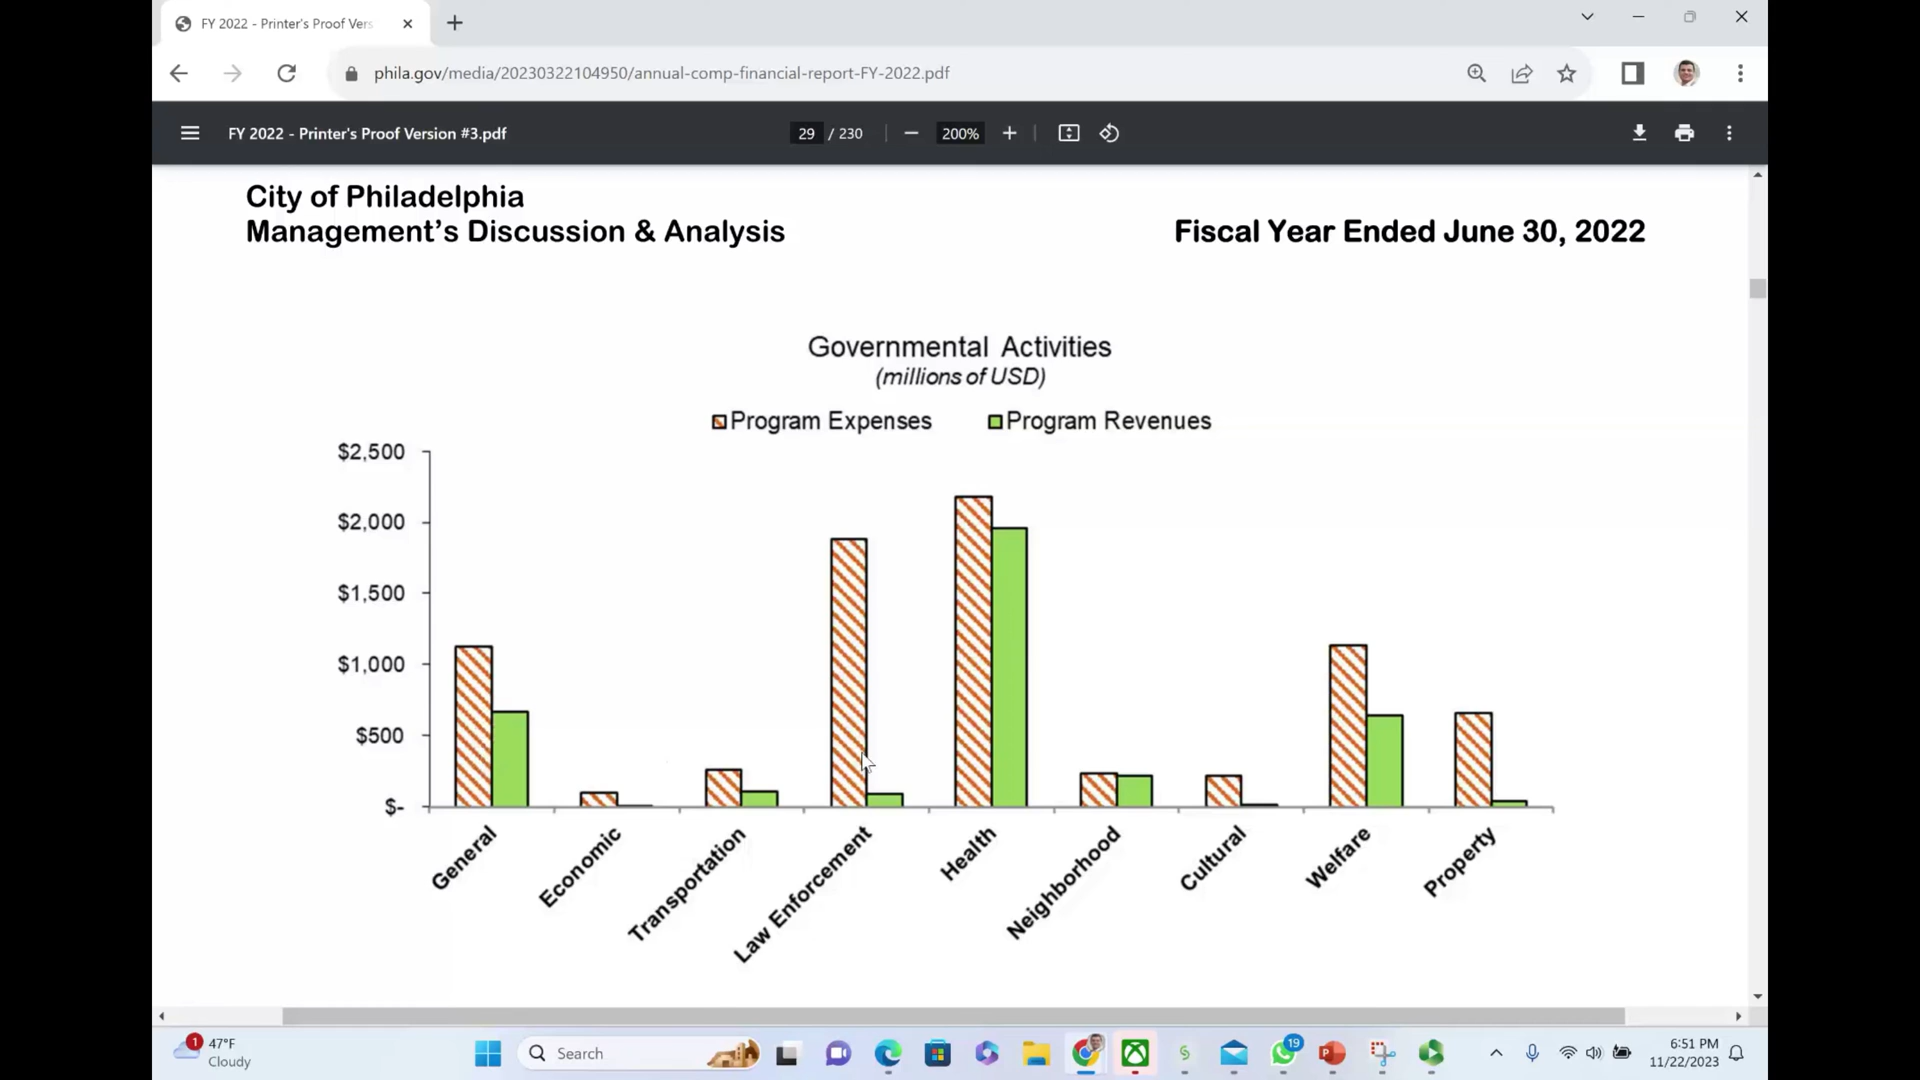 FY 2022 - Printer's Proof Vers
phila.gov/media/20230322104950/annual-comp-financial-report-FY-2022.pdf
FY 2022 - Printer's Proof Version #3.pdf
29 / 230
200%
City of Philadelphia
Management's Discussion & Analysis
Fiscal Year Ended June 30, 2022
Governmental Activities
(millions of USD)
Program Expenses
Program Revenues
$2,500
$2,000
$1,500
$1,000
$500
$-
General
Economic
Transportation
Law Enforcement
Health
Neighborhood
Cultural
Welfare
Property
1
47°F
Cloudy
Search
19
6:51 PM
11/22/2023